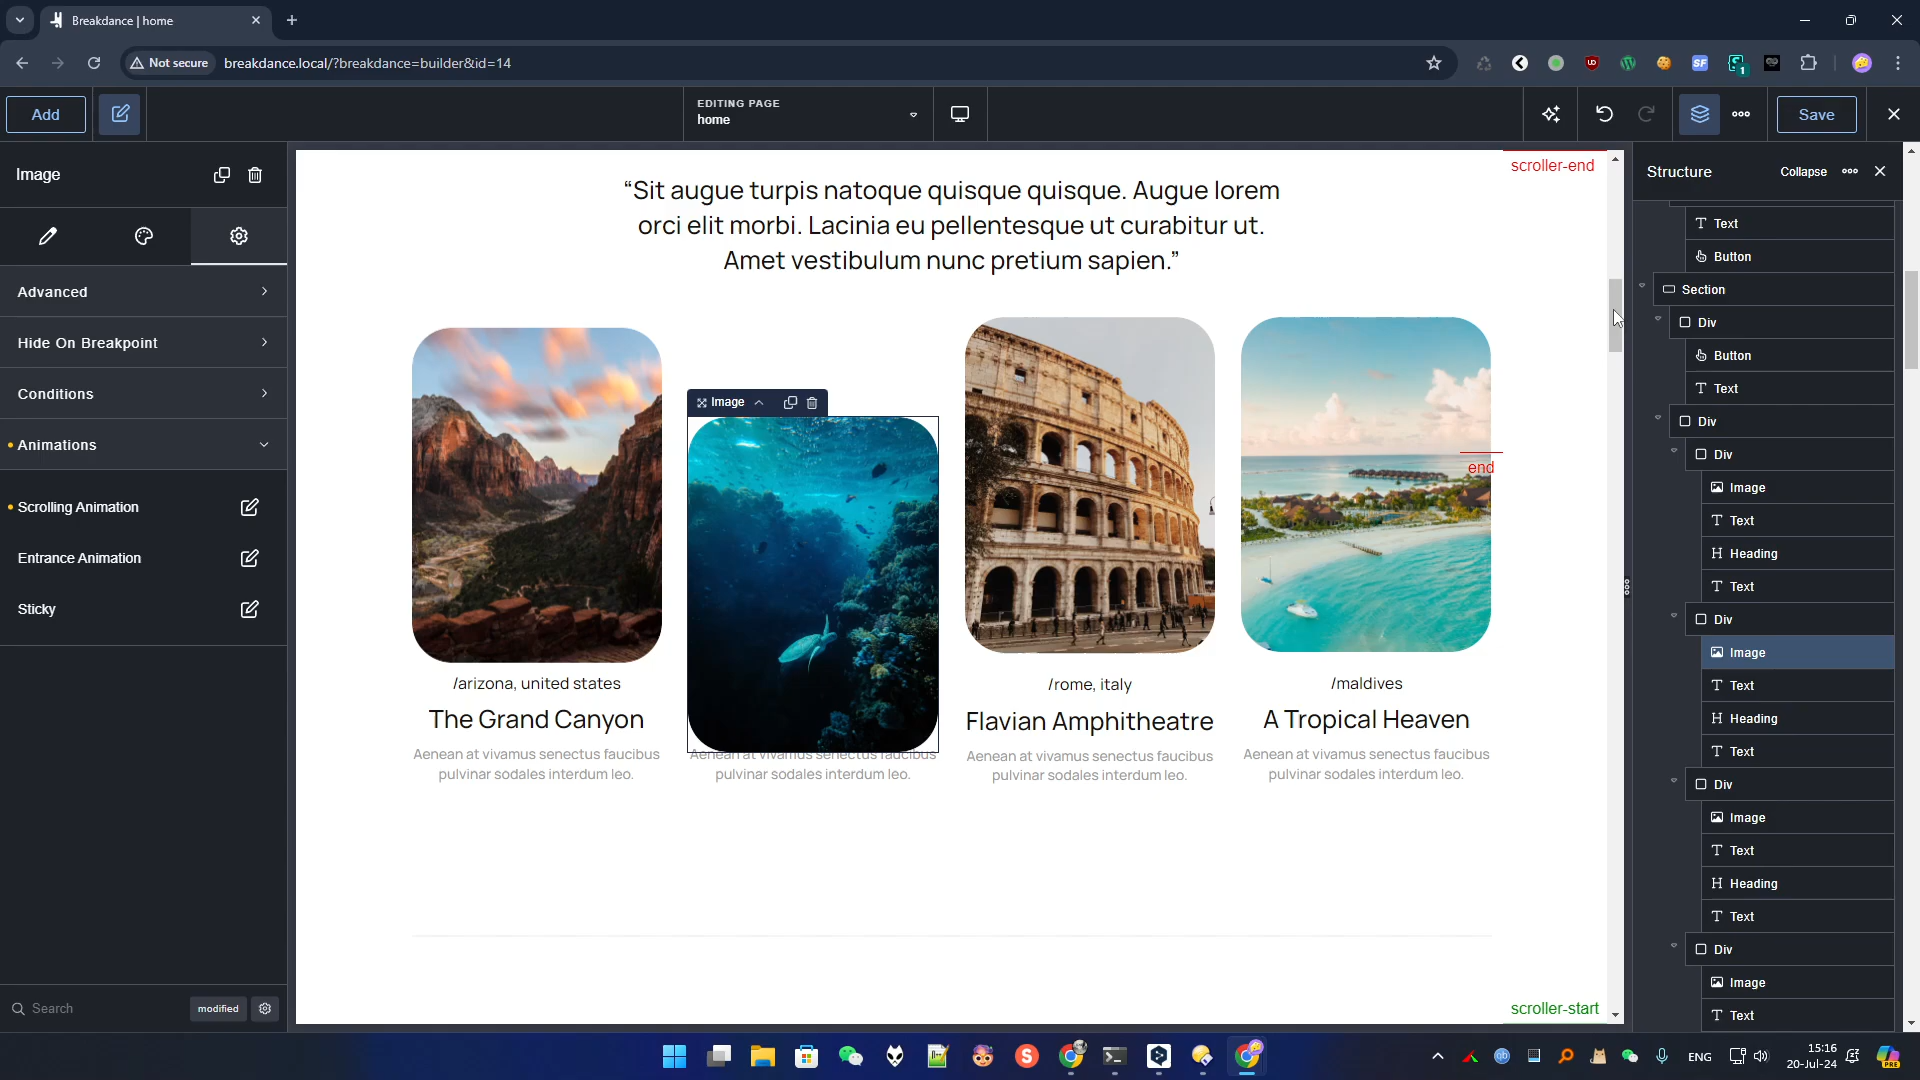 Breakdance | home
Not secure
breakdance.local/?breakdance=builder&id=14
1
Add
EDITING PAGE
home
Save
Image
Advanced
Hide On Breakpoint
Conditions
Animations
Scrolling Animation
Entrance Animation
Sticky
Search
modified
scroller-end
“Sit augue turpis natoque quisque quisque. Augue lorem
orci elit morbi. Lacinia eu pellentesque ut curabitur ut.
Amet vestibulum nunc pretium sapien.”
Image
end
/arizona, united states
The Grand Canyon
Aenean at vivamus senectus faucibus
pulvinar sodales interdum leo.
Aenean at vivamus senectus faucibus
pulvinar sodales interdum leo.
/rome, italy
Flavian Amphitheatre
Aenean at vivamus senectus faucibus
pulvinar sodales interdum leo.
/maldives
A Tropical Heaven
Aenean at vivamus senectus faucibus
pulvinar sodales interdum leo.
scroller-start
Structure
Collapse
Text
Button
Section
Div
Button
Text
Div
Div
Image
Text
Heading
Text
Div
Image
Text
Heading
Text
Div
Image
Text
Heading
Text
Div
Image
Text
ENG
15:16
20-Jul-24